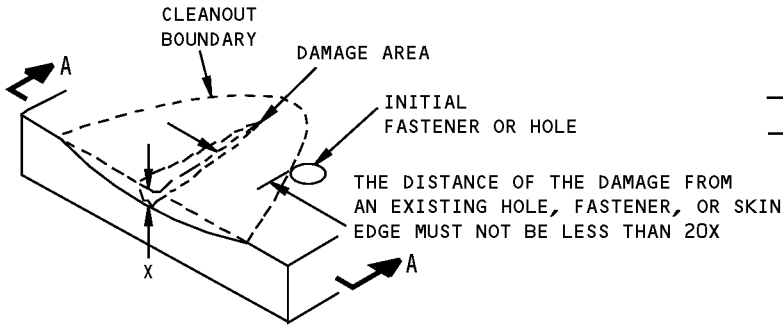 CLEANOUT
BOUNDARY
DAMAGE AREA
A
INITIAL
FASTENER OR HOLE
THE DISTANCE OF THE DAMAGE FROM
AN EXISTING HOLE, FASTENER, OR SKIN
EDGE MUST NOT BE LESS THAN 20X
X
A